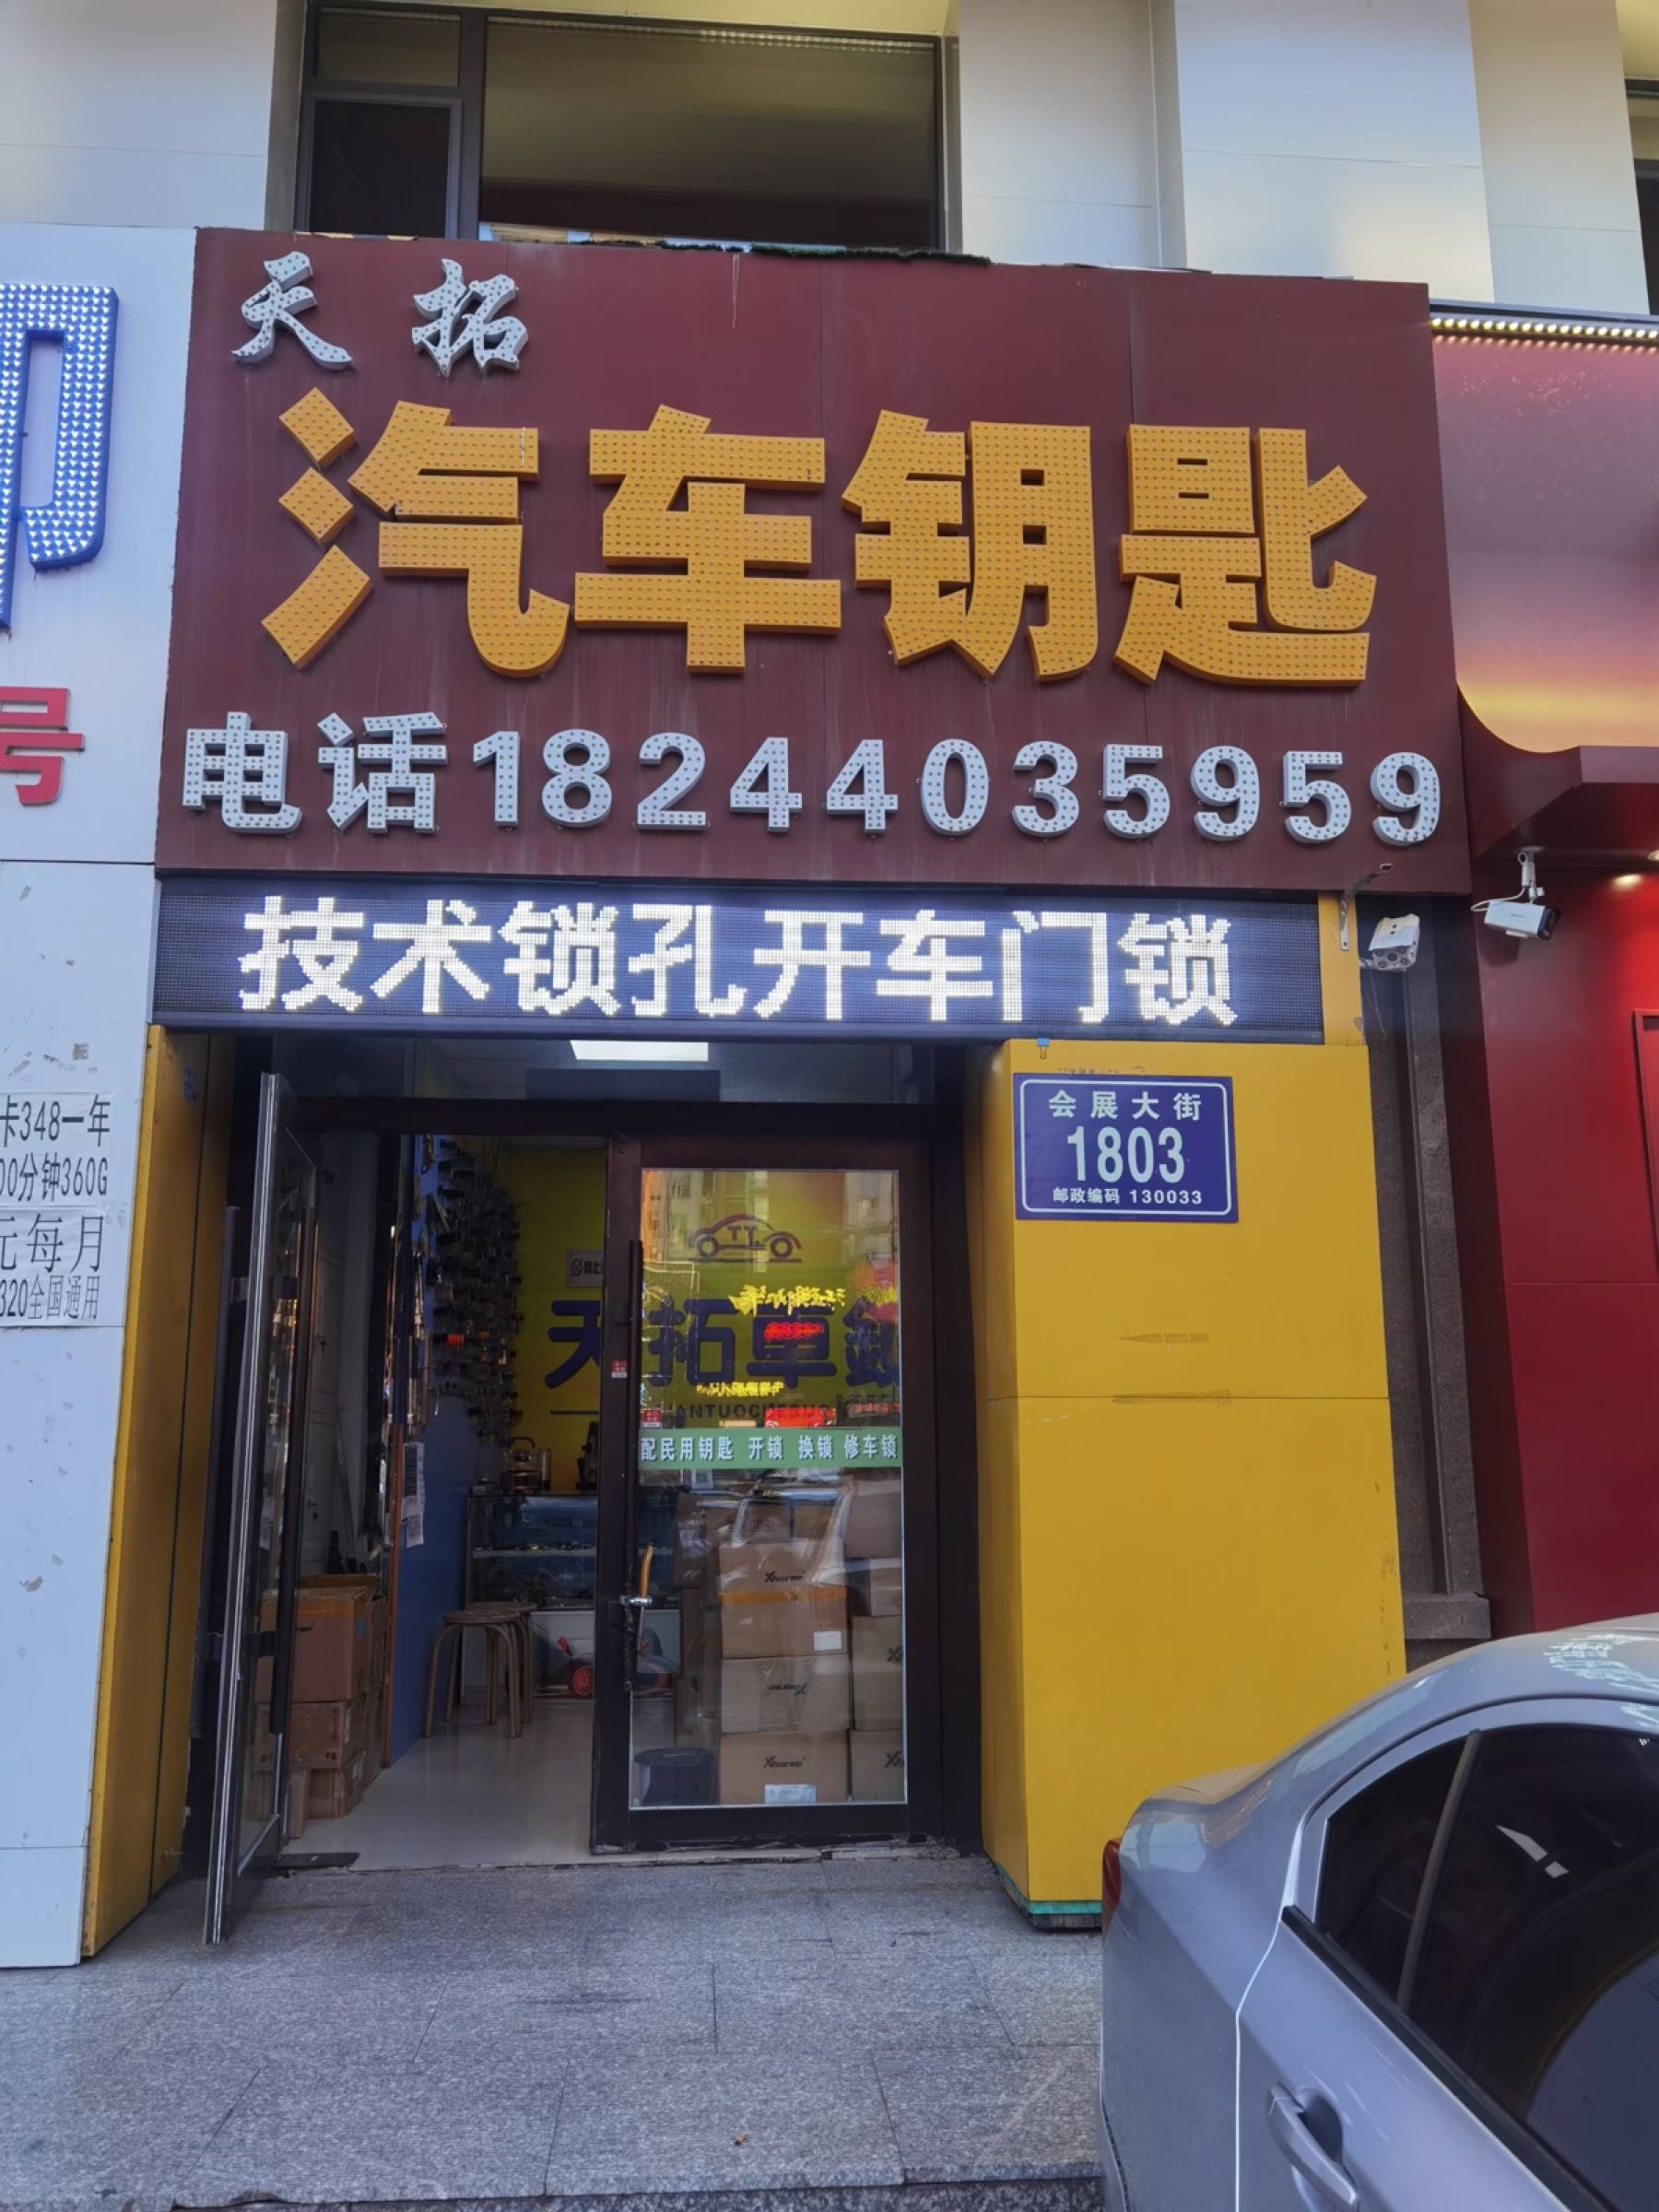 天拓
汽车钥匙
电话18244035959
技术锁孔开车门锁
号
卡348一年
00分钟360G
元每月
320全国通用
会展大街
1803
邮政编码 130033
TT
天拓車鎖
TIANTUOCHESUO
配民用钥匙 开锁 换锁 修车锁